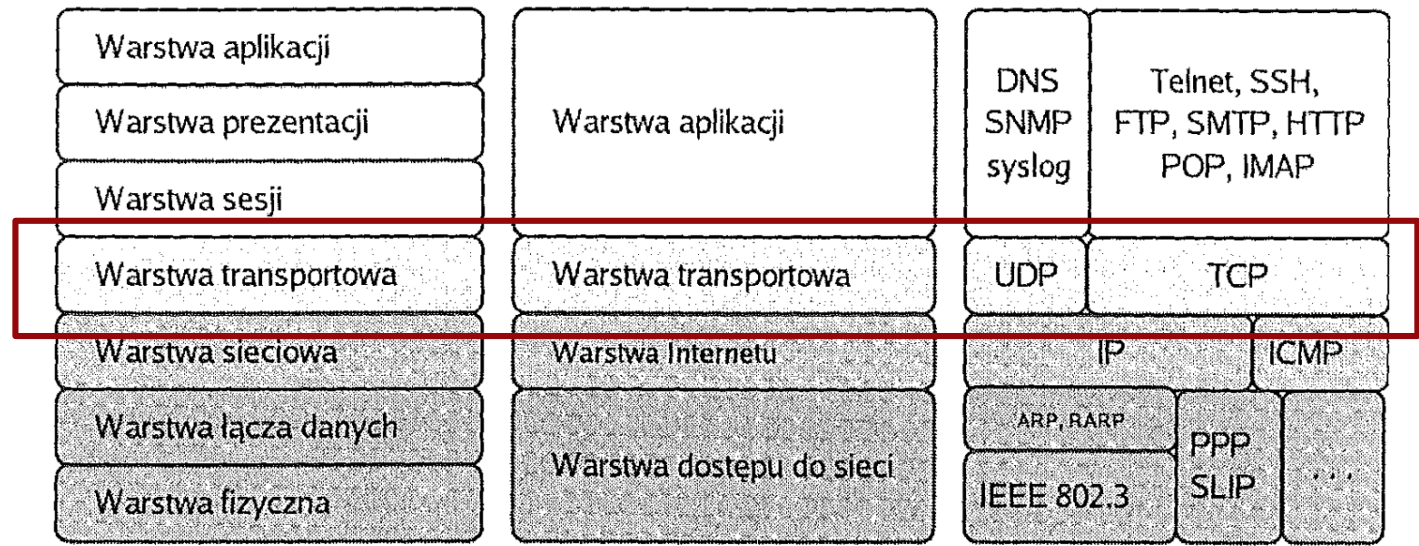 Warstwa aplikacji
Warstwa prezentacji
Warstwa sesji
Warstwa transportowa
Warstwa sieciowa
Warstwa łącza danych
Warstwa fizyczna
Warstwa aplikacji
Warstwa transportowa
Warstwa Internetu
Warstwa dostępu do sieci
DNS
SNMP
syslog
Telnet, SSH,
FTP, SMTP, HTTP
POP, IMAP
UDP
TCP
IP
ICMP
ARP, RARP
IEEE 802.3
PPP
SLIP
...